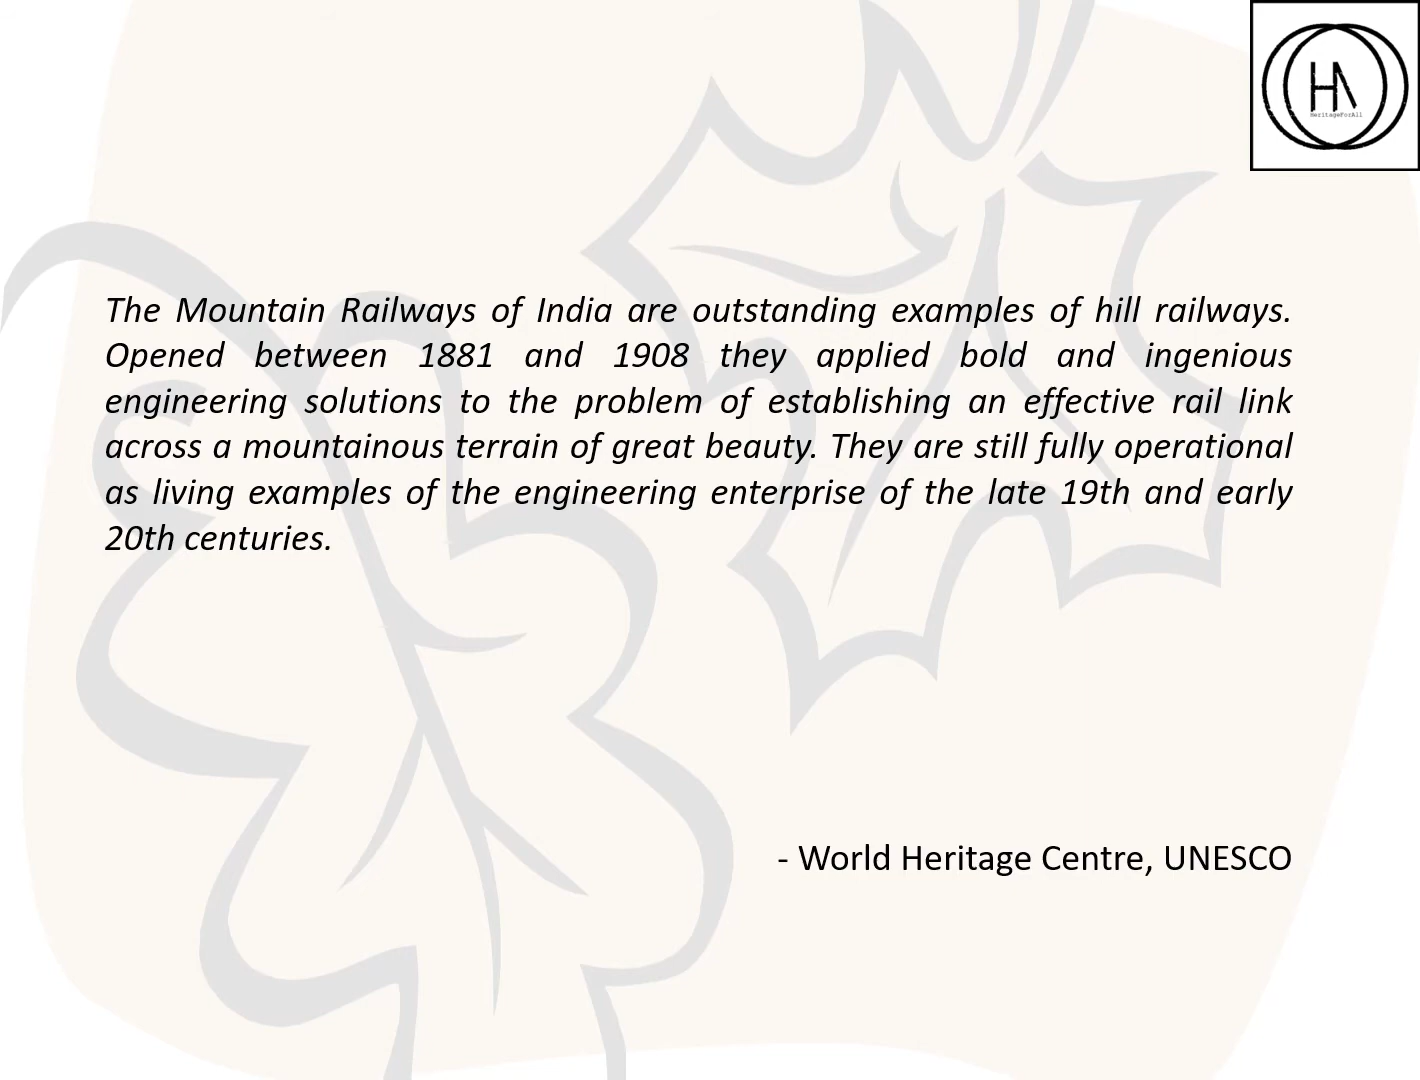 HA
HeritageForAll
The Mountain Railways of India are outstanding examples of hill railways.
Opened between 1881 and 1908 they applied bold and ingenious
engineering solutions to the problem of establishing an effective rail link
across a mountainous terrain of great beauty. They are still fully operational
as living examples of the engineering enterprise of the late 19th and early
20th centuries.
- World Heritage Centre, UNESCO